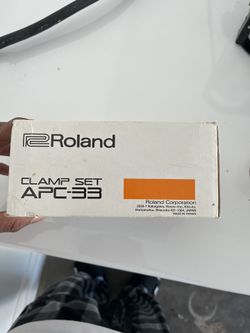 Roland
CLAMP SET
APC-33
Roland Corporation
MADE IN TAIWAN